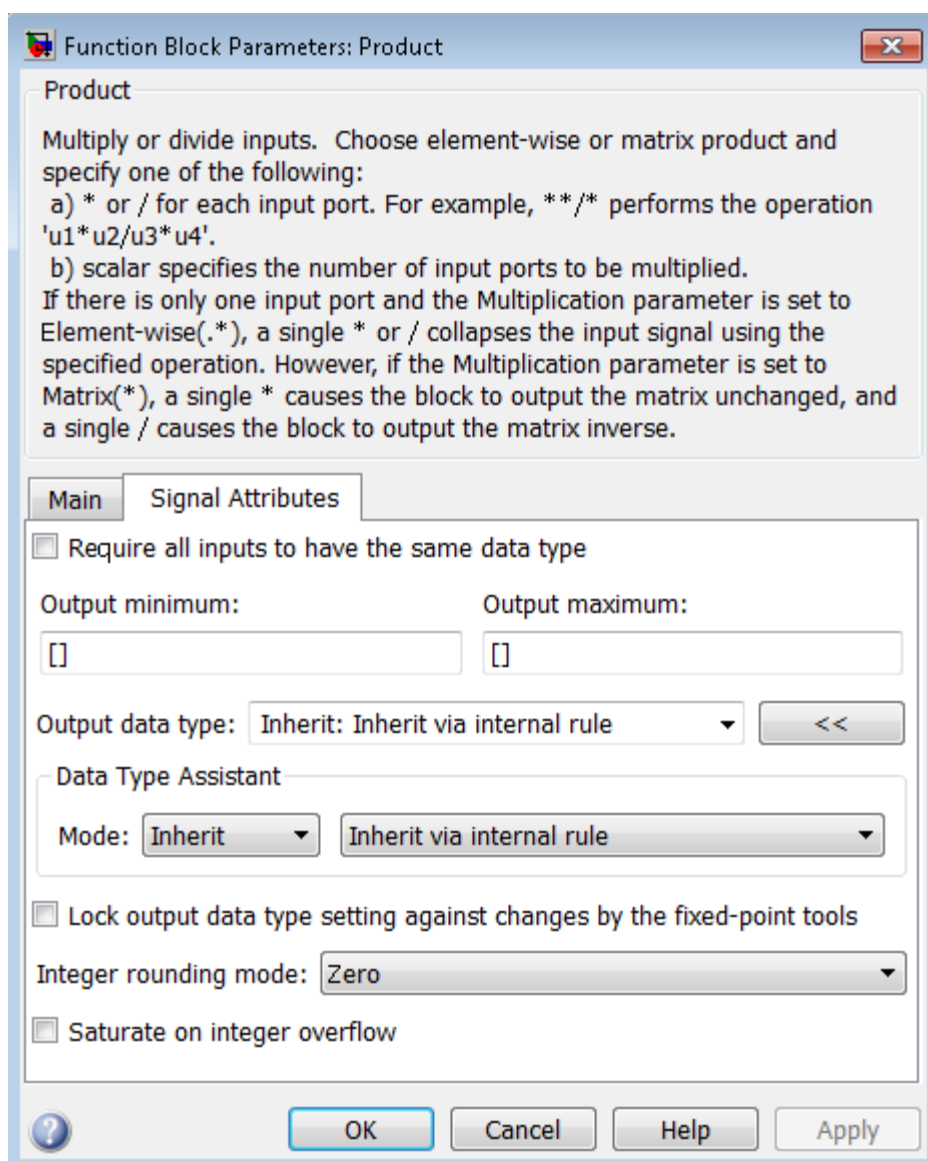 Function Block Parameters: Product
Product
Multiply or divide inputs.  Choose element-wise or matrix product and
specify one of the following:
a) * or / for each input port. For example, **/* performs the operation
'u1*u2/u3*u4'.
b) scalar specifies the number of input ports to be multiplied.
If there is only one input port and the Multiplication parameter is set to
Element-wise(.*), a single * or / collapses the input signal using the
specified operation. However, if the Multiplication parameter is set to
Matrix(*), a single * causes the block to output the matrix unchanged, and
a single / causes the block to output the matrix inverse.
Main Signal Attributes
Require all inputs to have the same data type
Output minimum: Output maximum:
[] []
Output data type: Inherit: Inherit via internal rule <<
Data Type Assistant
Mode: Inherit Inherit via internal rule
Lock output data type setting against changes by the fixed-point tools
Integer rounding mode: Zero
Saturate on integer overflow
? OK Cancel Help Apply